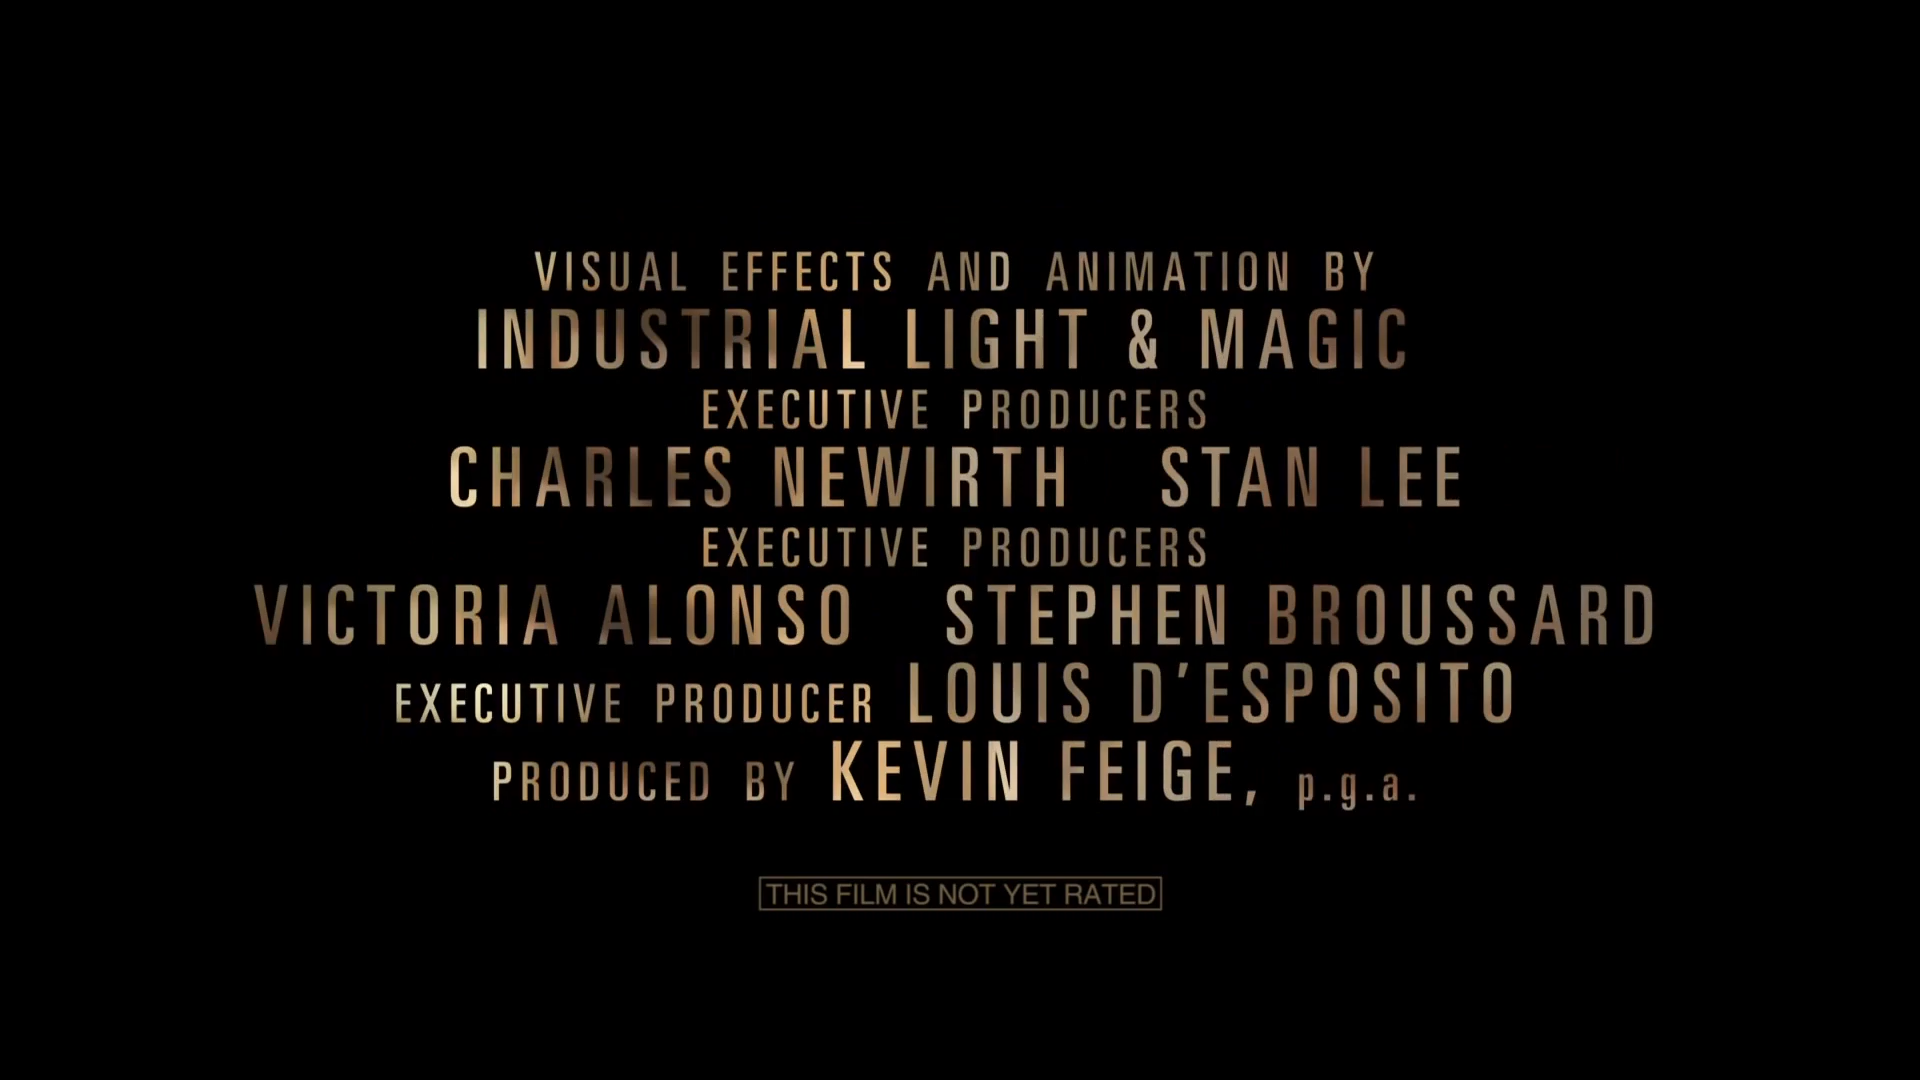 VISUAL EFFECTS AND ANIMATION BY
INDUSTRIAL LIGHT & MAGIC
EXECUTIVE PRODUCERS
CHARLES NEWIRTH STAN LEE
EXECUTIVE PRODUCERS
VICTORIA ALONSO STEPHEN BROUSSARD
EXECUTIVE PRODUCER LOUIS D'ESPOSITO
PRODUCED BY KEVIN FEIGE, p.g.a.
THIS FILM IS NOT YET RATED